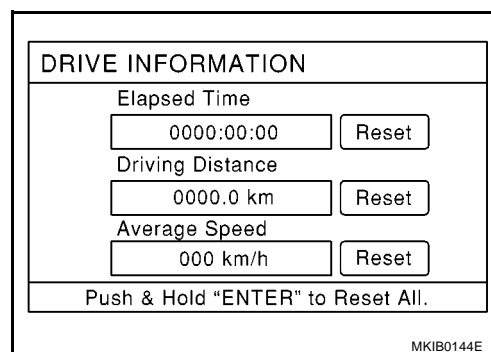 DRIVE INFORMATION
Elapsed Time
0000:00:00 Reset
Driving Distance
0000.0 km Reset
Average Speed
000 km/h Reset
Push & Hold “ENTER” to Reset All.
MKIB0144E